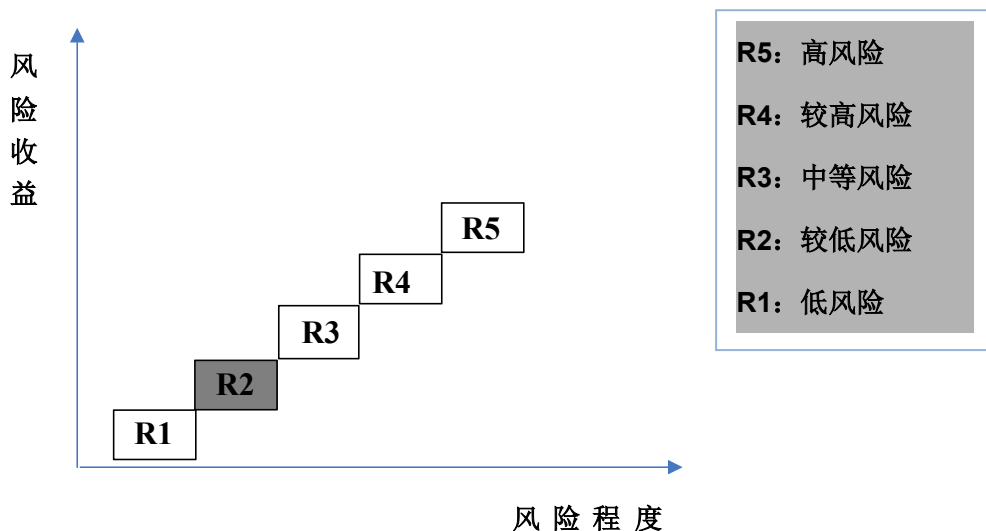 风险收益
R5
R4
R3
R2
R1
风险程度
R5：高风险
R4：较高风险
R3：中等风险
R2：较低风险
R1：低风险